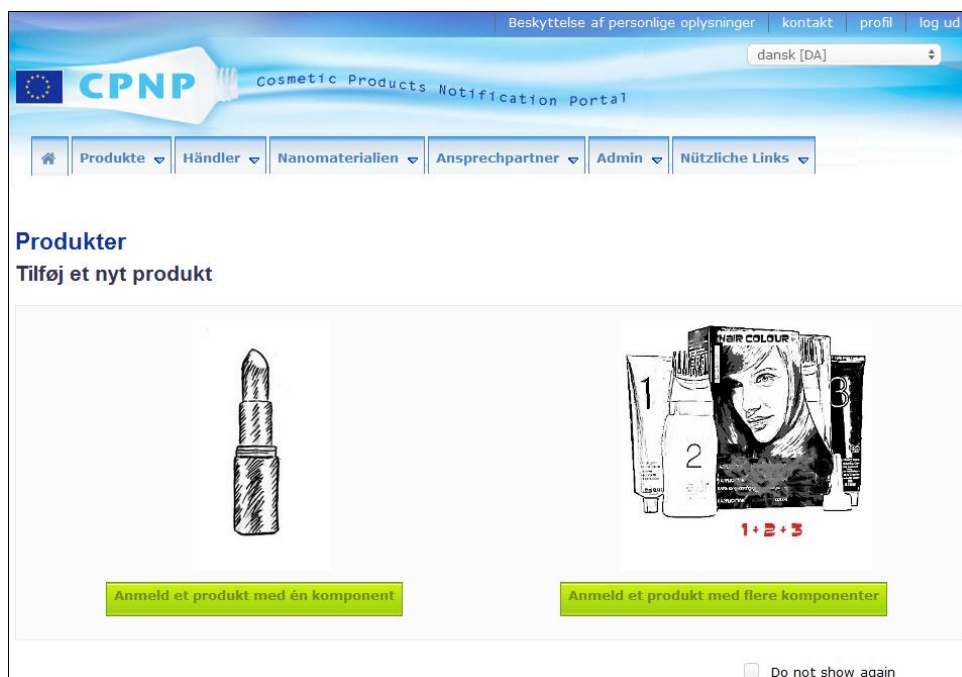 Beskyttelse af personlige oplysninger kontakt profil log ud
dansk [DA]
CPNP Cosmetic Products Notification Portal
Produkte Händler Nanomaterialien Ansprechpartner Admin Nützliche Links
Produkter
Tilføj et nyt produkt
HAIR COLOUR
1
2
3
1+2+3
Anmeld et produkt med én komponent Anmeld et produkt med flere komponenter
Do not show again